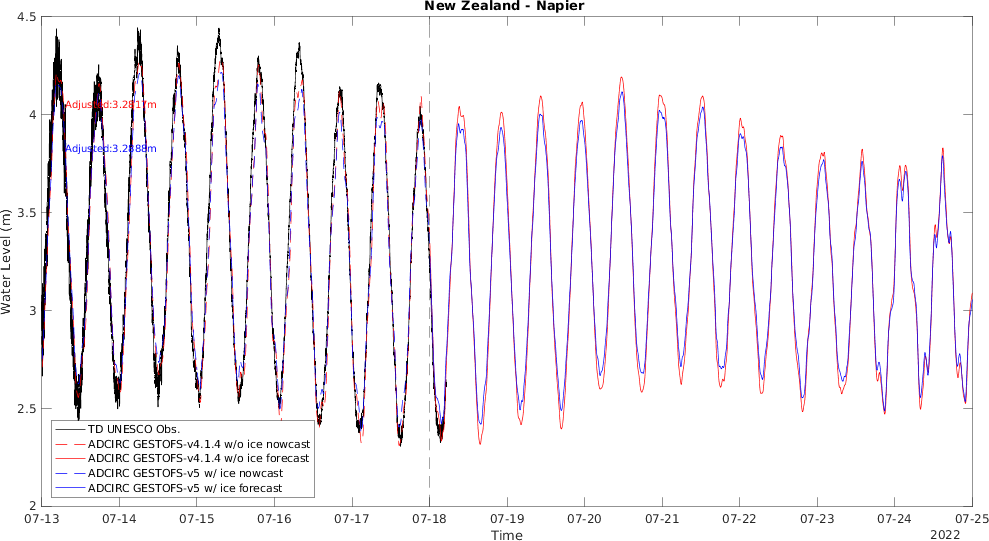 New Zealand - Napier
4.5
4
3.5
3
2.5
2
Water Level (m)
Adjusted:3.2817m
Adjusted:3.2888m
TD UNESCO Obs.
ADCIRC GESTOFS-v4.1.4 w/o ice nowcast
ADCIRC GESTOFS-v4.1.4 w/o ice forecast
ADCIRC GESTOFS-v5 w/ ice nowcast
ADCIRC GESTOFS-v5 w/ ice forecast
07-13 07-14 07-15 07-16 07-17 07-18 07-19 07-20 07-21 07-22 07-23 07-24 07-25
Time
2022